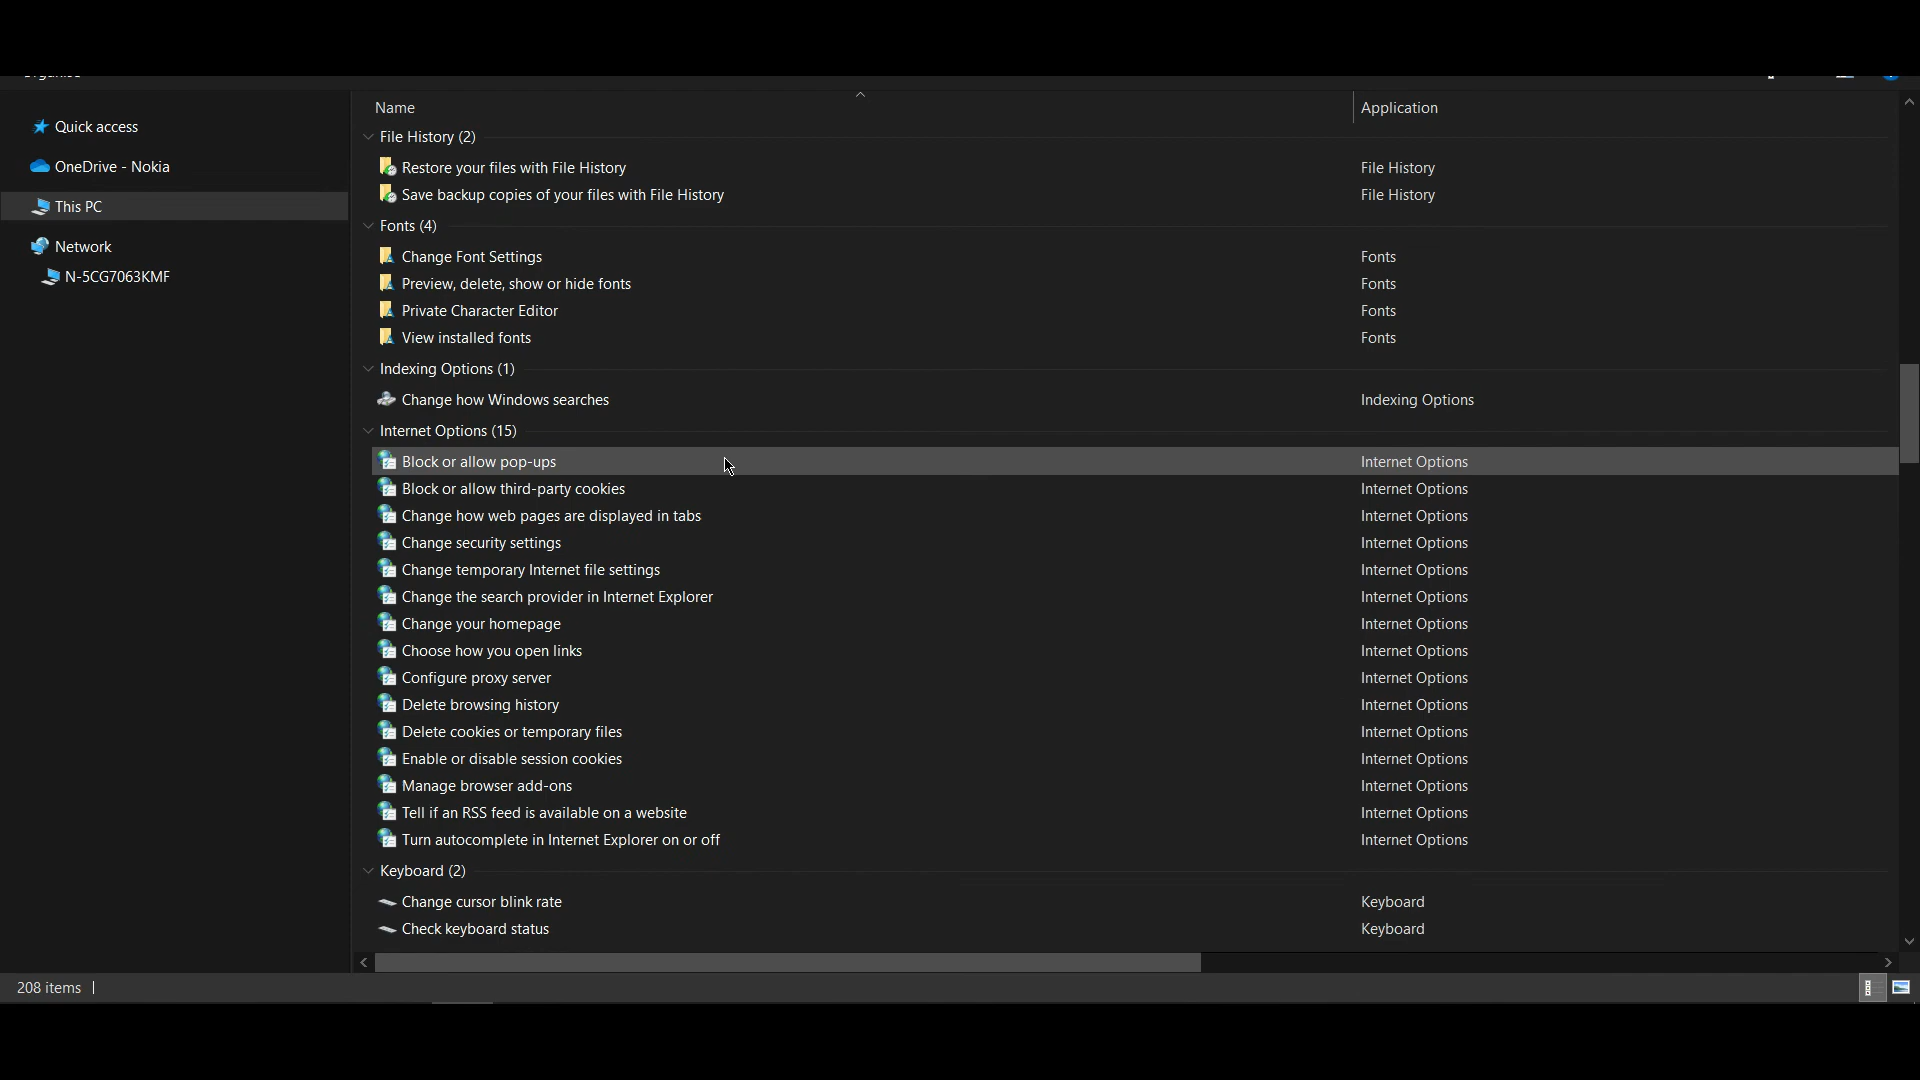 Quick access
OneDrive - Nokia
This PC
Network
N-5CG7063KMF
Name Application
File History (2)
Restore your files with File History File History
Save backup copies of your files with File History File History
Fonts (4)
Change Font Settings Fonts
Preview, delete, show or hide fonts Fonts
Private Character Editor Fonts
View installed fonts Fonts
Indexing Options (1)
Change how Windows searches Indexing Options
Internet Options (15)
Block or allow pop-ups Internet Options
Block or allow third-party cookies Internet Options
Change how web pages are displayed in tabs Internet Options
Change security settings Internet Options
Change temporary Internet file settings Internet Options
Change the search provider in Internet Explorer Internet Options
Change your homepage Internet Options
Choose how you open links Internet Options
Configure proxy server Internet Options
Delete browsing history Internet Options
Delete cookies or temporary files Internet Options
Enable or disable session cookies Internet Options
Manage browser add-ons Internet Options
Tell if an RSS feed is available on a website Internet Options
Turn autocomplete in Internet Explorer on or off Internet Options
Keyboard (2)
Change cursor blink rate Keyboard
Check keyboard status Keyboard
208 items